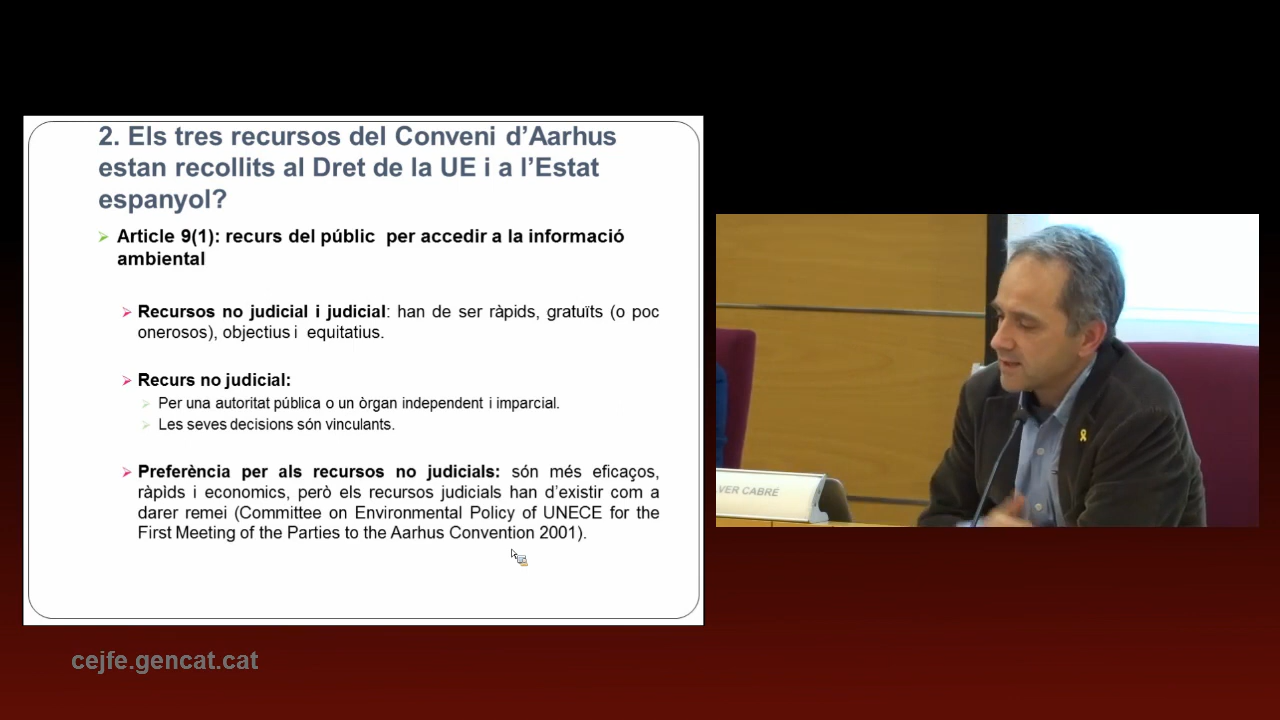 2. Els tres recursos del Conveni d'Aarhus
estan recollits al Dret de la UE i a l'Estat
espanyol?
Article 9(1): recurs del públic per accedir a la informació
ambiental
Recursos no judicial i judicial: han de ser ràpids, gratuïts (o poc
onerosos), objectius i equitatius.
Recurs no judicial:
Per una autoritat pública o un òrgan independent i imparcial.
Les seves decisions són vinculants.
Preferència per als recursos no judicials: són més eficaços,
ràpids i economics, però els recursos judicials han d'existir com a
darer remei (Committee on Environmental Policy of UNECE for the
First Meeting of the Parties to the Aarhus Convention 2001).
VER CABRÉ
cejfe.gencat.cat